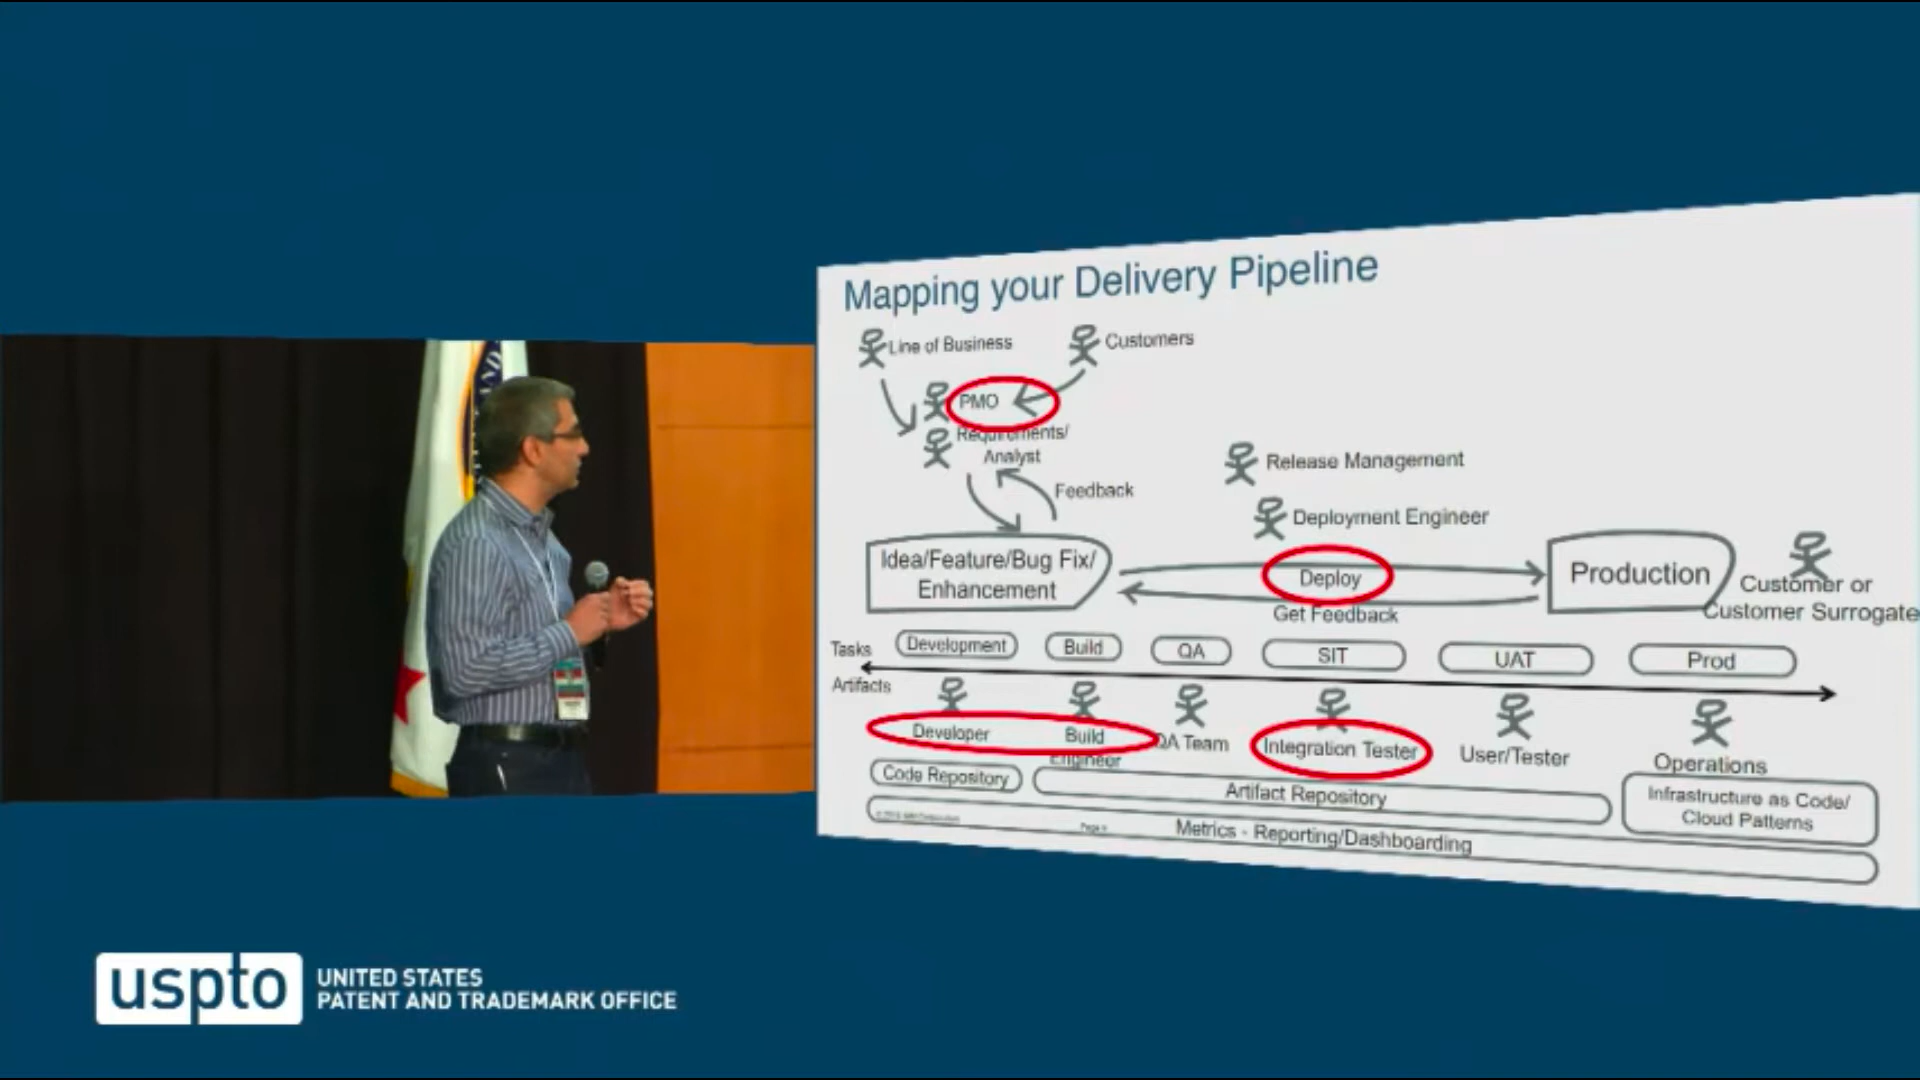 Mapping your Delivery Pipeline
Line of Business
Customers
PMO
Requirements/
Analyst
Feedback
Release Management
Deployment Engineer
Idea/Feature/Bug Fix/
Enhancement
Deploy
Get Feedback
Production
Customer or
Customer Surrogate
Tasks
Development
Build
QA
SIT
UAT
Prod
Artifacts
Developer
Build
Engineer
QA Team
Integration Tester
User/Tester
Operations
Code Repository
Artifact Repository
Infrastructure as Code/
Cloud Patterns
Metrics - Reporting/Dashboarding
uspto
UNITED STATES
PATENT AND TRADEMARK OFFICE